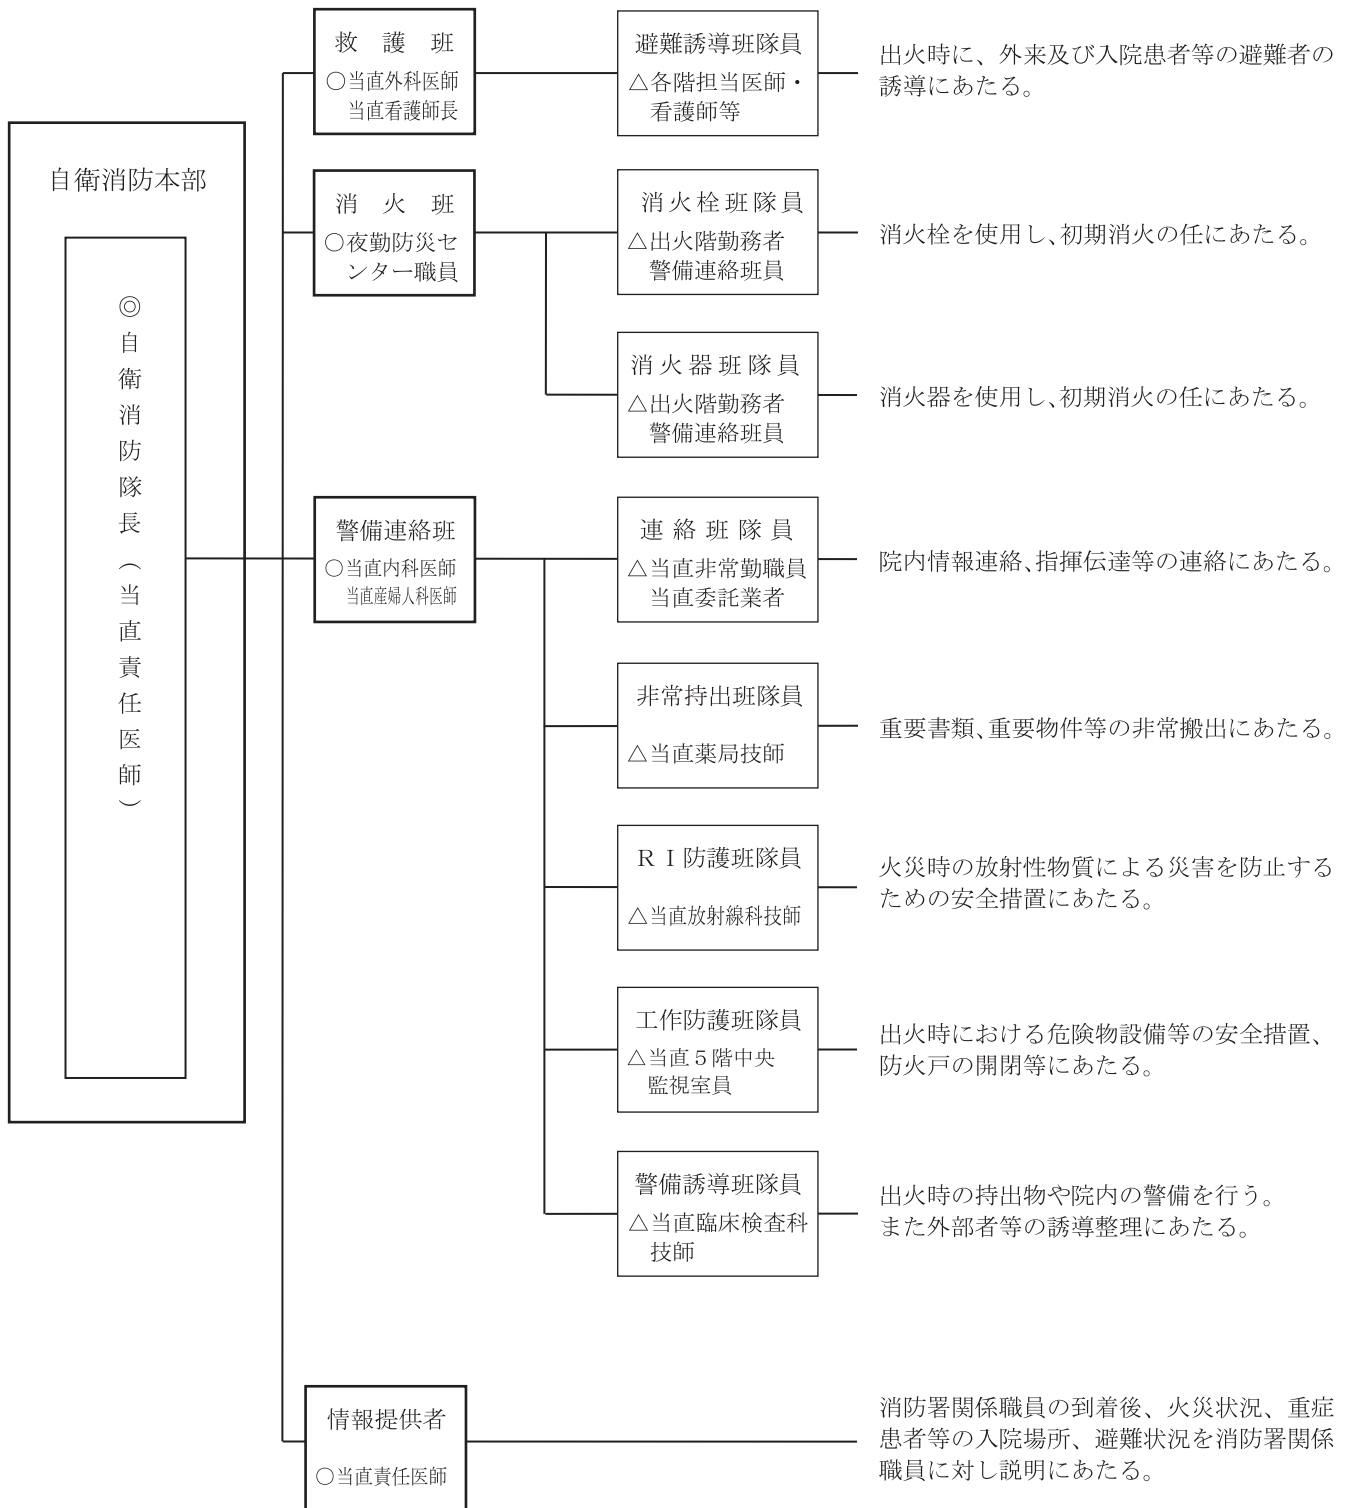 自衛消防本部
◎自衛消防隊長（当直責任医師）
救護班
○当直外科医師
当直看護師長
避難誘導班隊員
△各階担当医師・
看護師等
出火時に、外来及び入院患者等の避難者の
誘導にあたる。
消火班
○夜勤防災セ
ンター職員
消火栓班隊員
△出火階勤務者
警備連絡班員
消火栓を使用し、初期消火の任にあたる。
消火器班隊員
△出火階勤務者
警備連絡班員
消火器を使用し、初期消火の任にあたる。
警備連絡班
○当直内科医師
当直産婦人科医師
連絡班隊員
△当直非常勤職員
当直委託業者
院内情報連絡、指揮伝達等の連絡にあたる。
非常持出班隊員
△当直薬局技師
重要書類、重要物件等の非常搬出にあたる。
ＲＩ防護班隊員
△当直放射線科技師
火災時の放射性物質による災害を防止する
ための安全措置にあたる。
工作防護班隊員
△当直５階中央
監視室員
出火時における危険物設備等の安全措置、
防火戸の開閉等にあたる。
警備誘導班隊員
△当直臨床検査科
技師
出火時の持出物や院内の警備を行う。
また外部者等の誘導整理にあたる。
情報提供者
○当直責任医師
消防署関係職員の到着後、火災状況、重症
患者等の入院場所、避難状況を消防署関係
職員に対し説明にあたる。